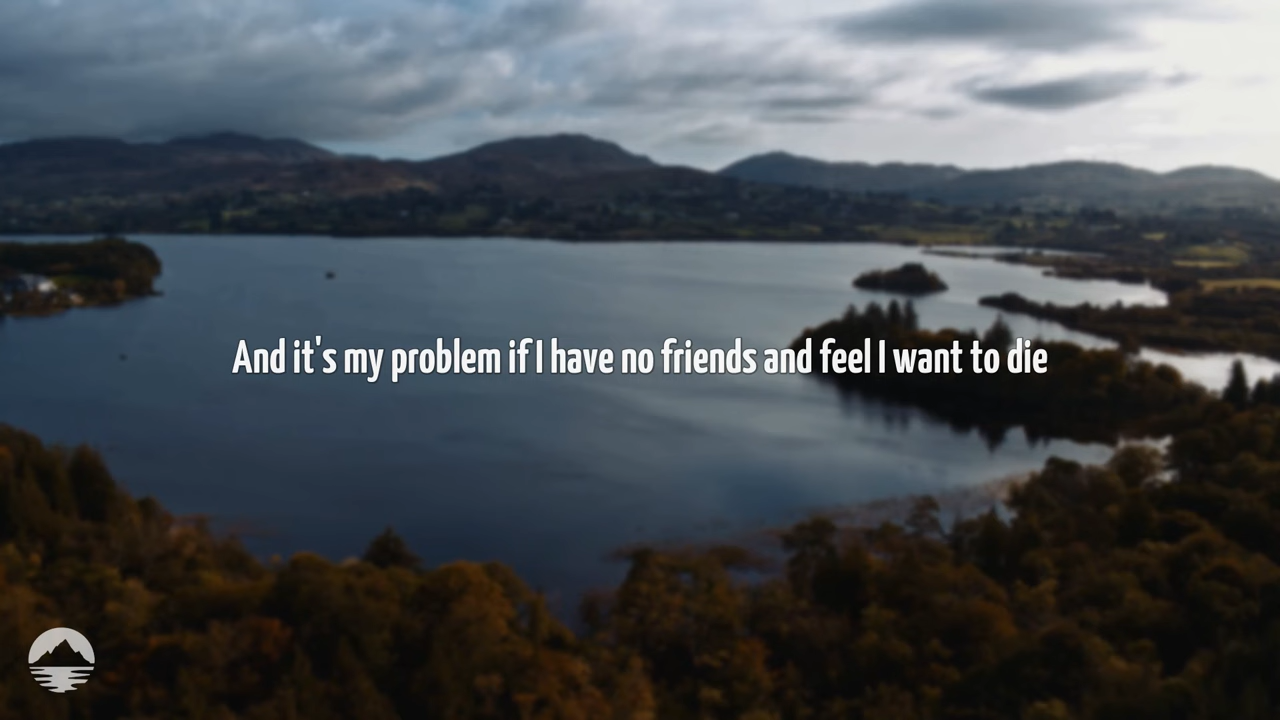 And it's my problem if I have no friends and feel I want to die